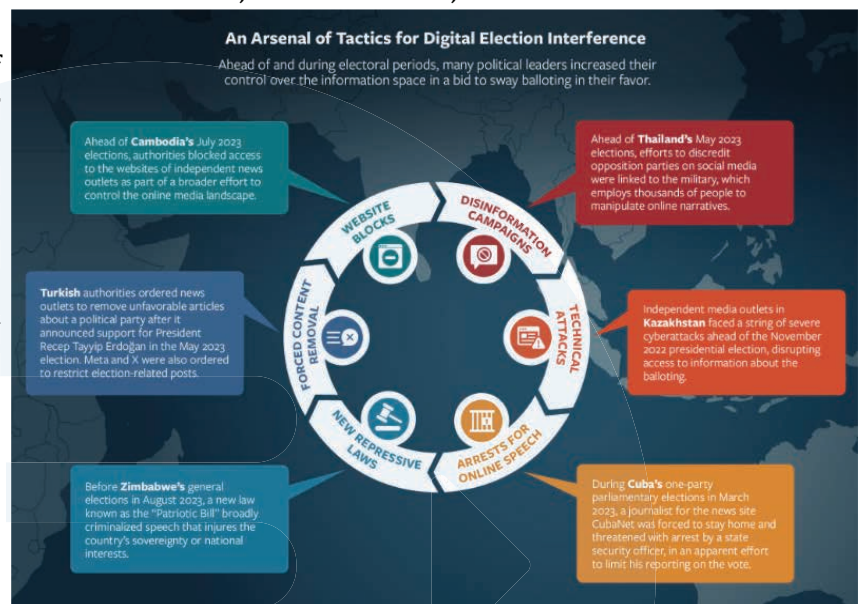 An Arsenal of Tactics for Digital Election Interference
Ahead of and during electoral periods, many political leaders increased their
control over the information space in a bid to sway balloting in their favor.
Ahead of Cambodia's July 2023
elections, authorities blocked access
to the websites of independent news
outlets as part of a broader effort to
control the online media landscape.
Ahead of Thailand's May 2023
elections, efforts to discredit
opposition parties on social media
were linked to the military, which
employs thousands of people to
manipulate online narratives.
WEBSITE
BLOCKS
DISINFORMATION
CAMPAIGNS
Turkish authorities ordered news
outlets to remove unfavorable articles
about a political party after it
announced support for President
Recep Tayyip Erdoğan in the May 2023
election. Meta and X were also ordered
to restrict election-related posts.
FORCED CONTENT
REMOVAL
TECHNICAL
ATTACKS
Independent media outlets in
Kazakhstan faced a string of severe
cyberattacks ahead of the November
2022 presidential election, disrupting
access to information about the
balloting.
NEW REPRESSIVE
LAWS
ARRESTS FOR
ONLINE SPEECH
Before Zimbabwe's general
elections in August 2023, a new law
known as the "Patriotic Bill" broadly
criminalized speech that injures the
country's sovereignty or national
interests.
During Cuba's one-party
parliamentary elections in March
2023, a journalist for the news site
CubaNet was forced to stay home and
threatened with arrest by a state
security officer, in an apparent effort
to limit his reporting on the vote.